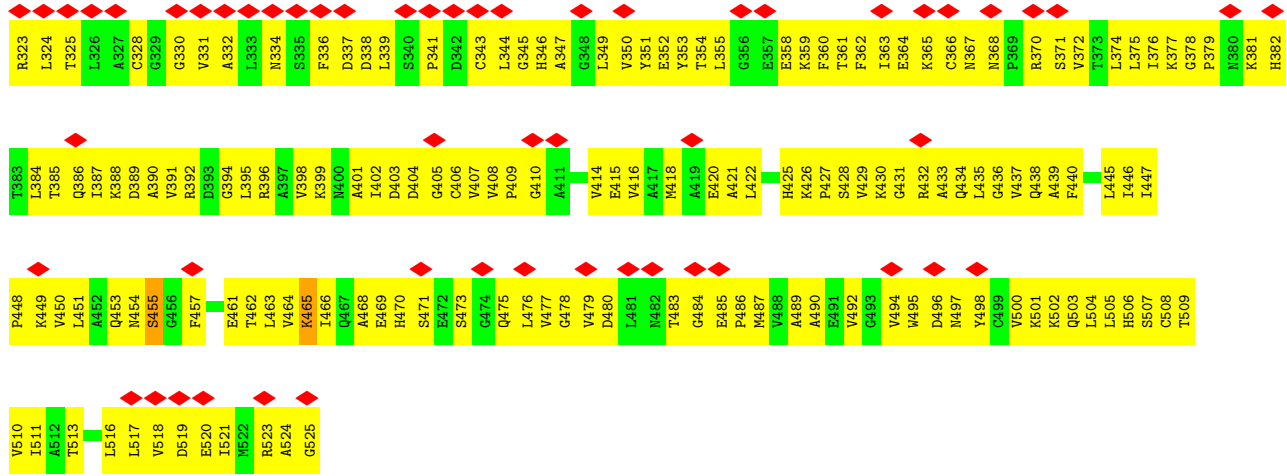 R323 L324 T325 L326 A327 C328 G329 G330 V331 A332 L333 N334 S335 F336 D337 D338 L339 S340 P341 D342 C343 L344 G345 H346 A347 G348 L349 V350 Y351 E352 Y353 T354 L355 G356 E357 E358 K359 F360 T361 F362 I363 E364 K365 C366 N367 N368 P369 R370 S371 V372 T373 L374 L375 I376 K377 G378 P379 N380 K381 H382
T383 L384 T385 Q386 I387 K388 D389 A390 V391 R392 D393 G394 L395 R396 A397 V398 K399 N400 A401 I402 D403 D404 G405 C406 V407 V408 P409 G410 A411 V414 E415 V416 A417 M418 A419 E420 A421 L422 H425 K426 P427 S428 V429 K430 G431 R432 A433 Q434 L435 G436 V437 Q438 A439 F440 L445 I446 I447
P448 K449 V450 L451 A452 Q453 N454 S455 G456 F457 E461 T462 L463 V464 K465 I466 Q467 A468 E469 H470 S471 E472 S473 G474 Q475 L476 V477 G478 V479 D480 L481 N482 T483 G484 E485 P486 M487 V488 A489 A490 E491 V492 G493 V494 W495 D496 N497 Y498 C499 V500 K501 K502 Q503 L504 L505 H506 S507 C508 T509
V510 I511 A512 T513 L516 L517 V518 D519 E520 I521 M522 R523 A524 G525